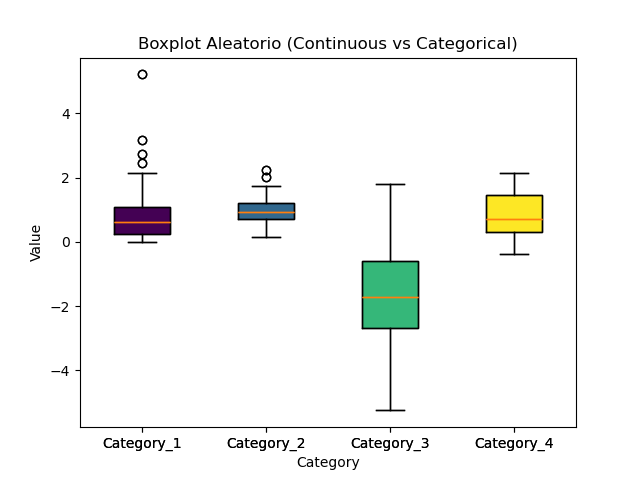 Boxplot Aleatorio (Continuous vs Categorical)
4
2
0
−2
−4
Value
Category_1 Category_2 Category_3 Category_4
Category